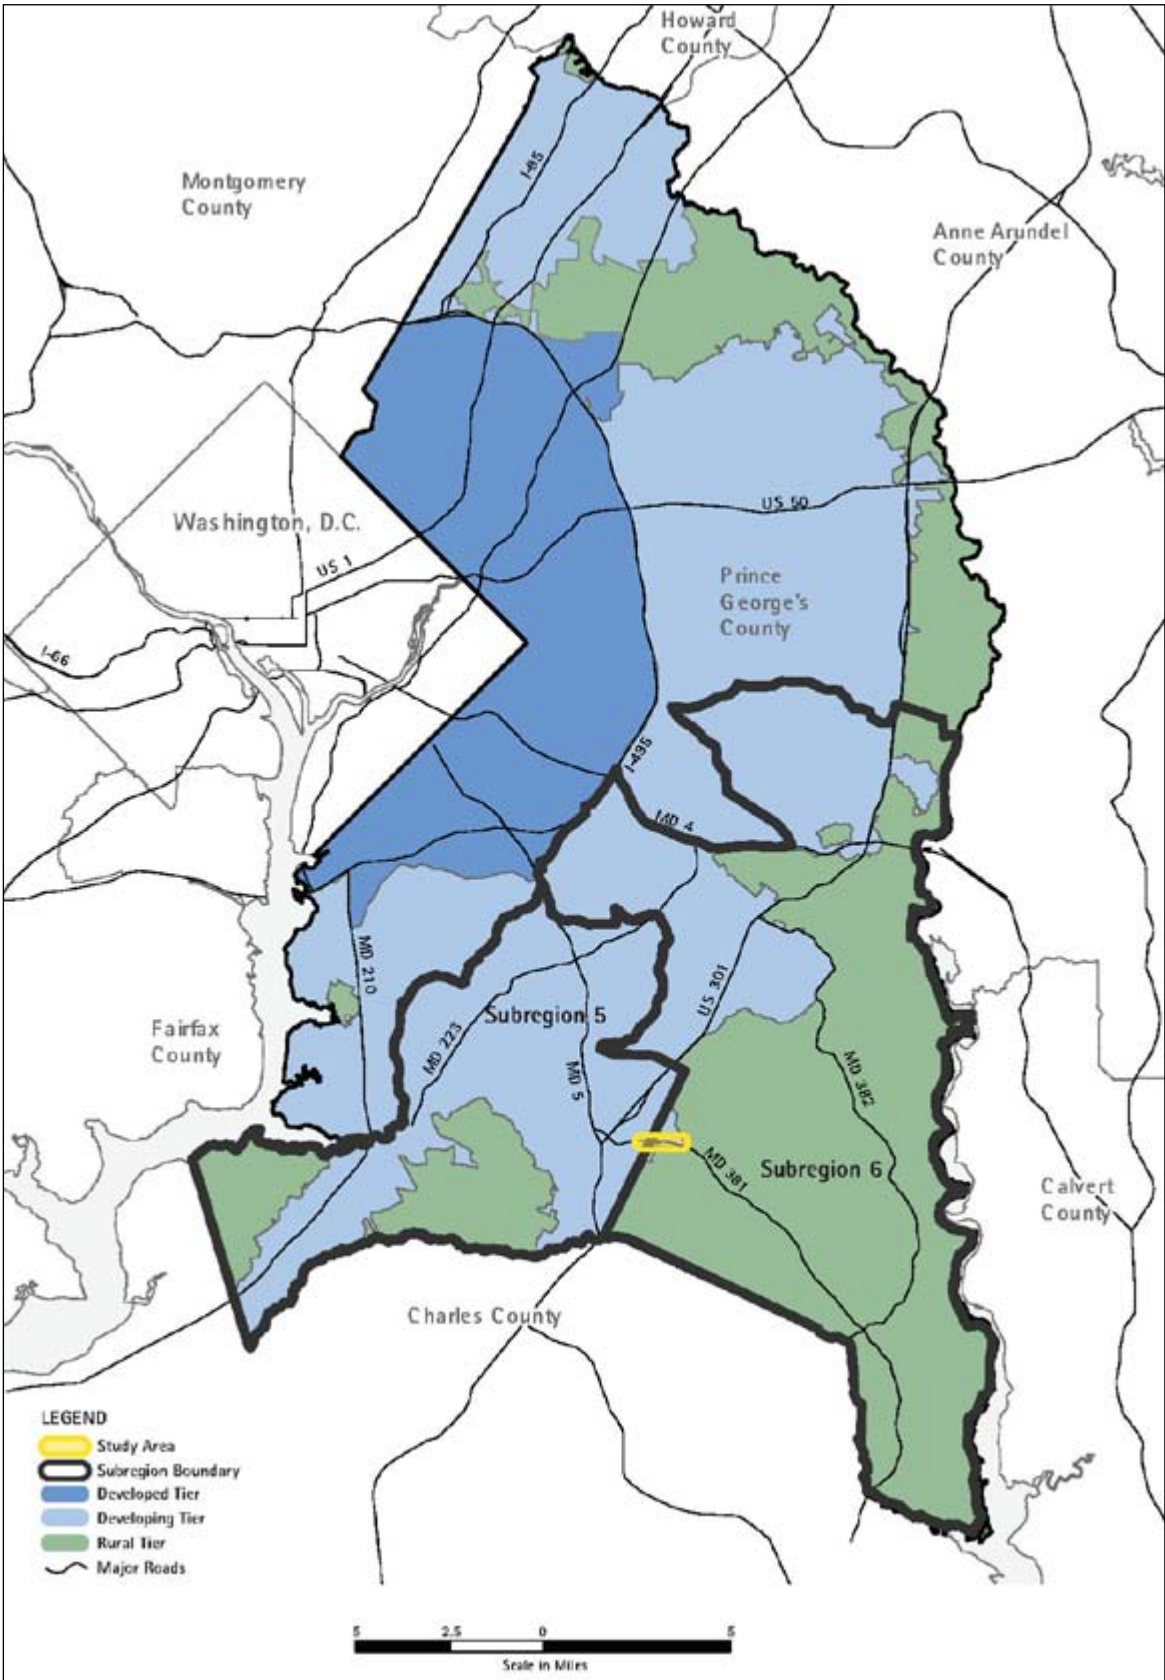 Howard
County
Montgomery
County
I-95
Anne Arundel
County
Washington, D.C.
US 1
US 50
Prince
George's
County
I-66
I-495
MD 4
MD 210
US 301
Subregion 5
Fairfax
County
MD 223
MD 5
MD 382
MD 381
Subregion 6
Calvert
County
Charles County
LEGEND
Study Area
Subregion Boundary
Developed Tier
Developing Tier
Rural Tier
Major Roads
5 2.5 0 5
Scale in Miles